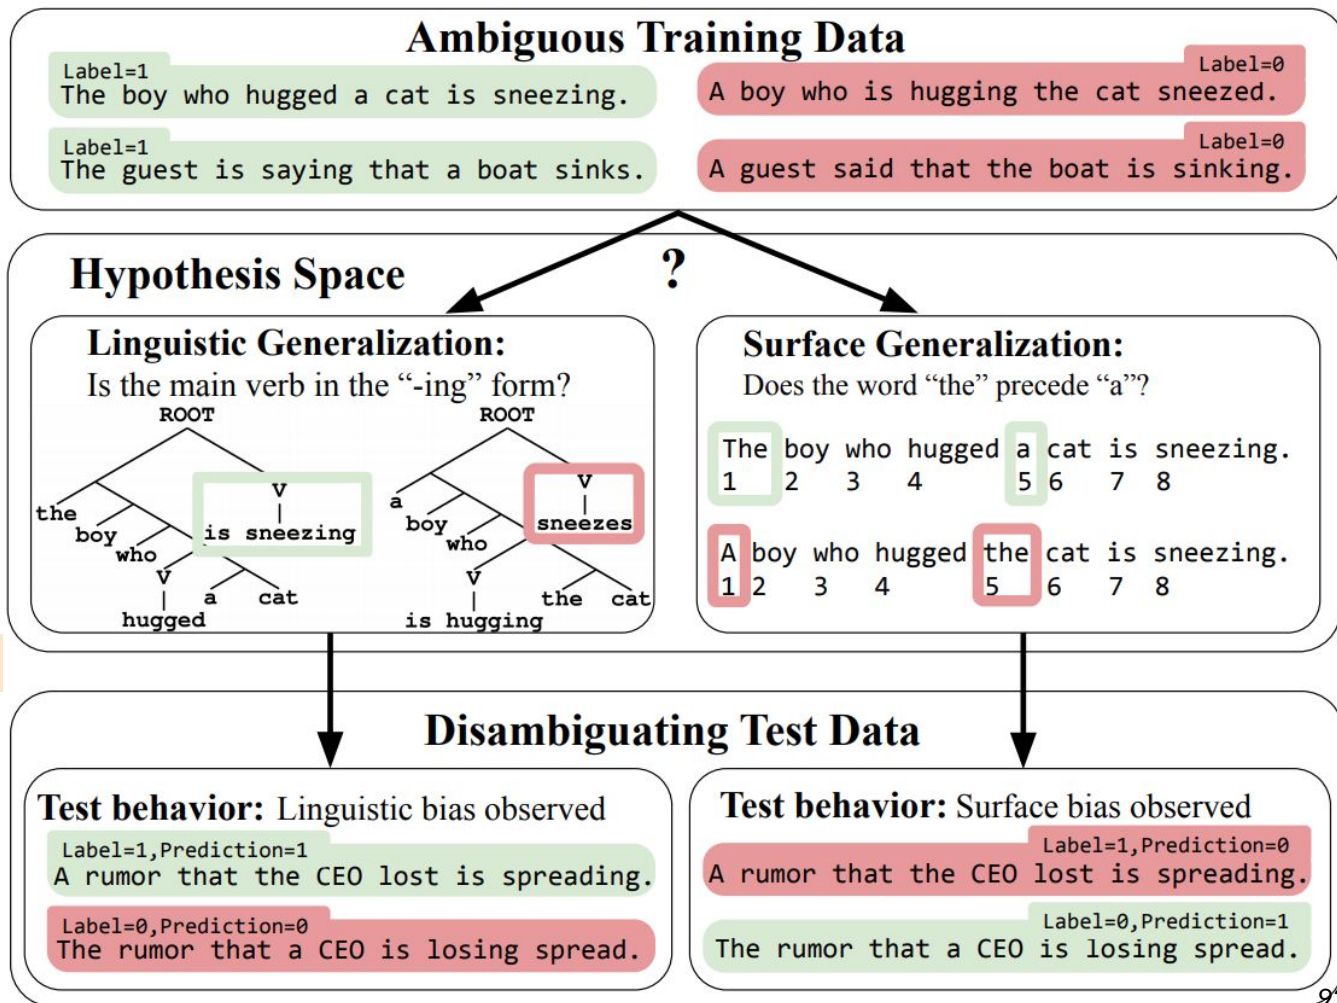 Ambiguous Training Data
Label=1
The boy who hugged a cat is sneezing.
Label=0
A boy who is hugging the cat sneezed.
Label=1
The guest is saying that a boat sinks.
Label=0
A guest said that the boat is sinking.
Hypothesis Space
?
Linguistic Generalization:
Is the main verb in the “-ing” form?
ROOT
V
is sneezing
the
boy
who
V
hugged
a
cat
ROOT
V
sneezes
a
boy
who
V
is hugging
the
cat
Surface Generalization:
Does the word “the” precede “a”?
The boy who hugged a cat is sneezing.
1 2 3 4 5 6 7 8
A boy who hugged the cat is sneezing.
1 2 3 4 5 6 7 8
Disambiguating Test Data
Test behavior: Linguistic bias observed
Label=1,Prediction=1
A rumor that the CEO lost is spreading.
Label=0,Prediction=0
The rumor that a CEO is losing spread.
Test behavior: Surface bias observed
Label=1,Prediction=0
A rumor that the CEO lost is spreading.
Label=0,Prediction=1
The rumor that a CEO is losing spread.